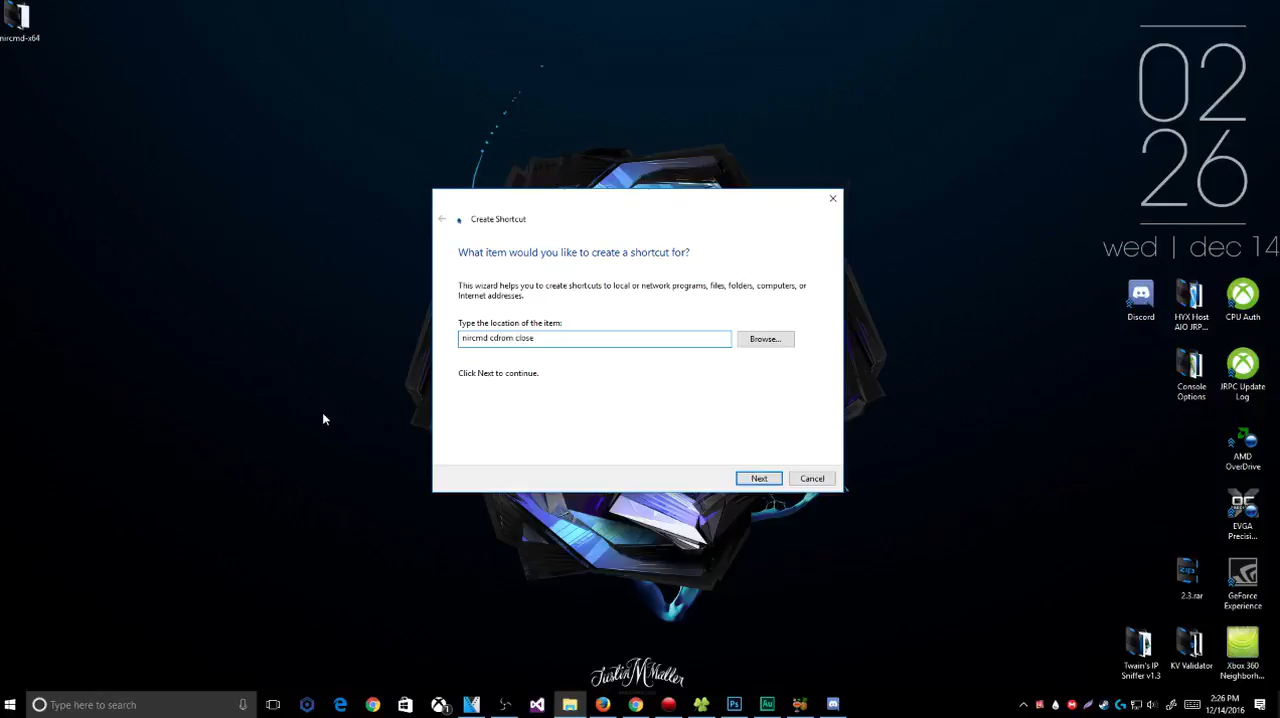 nircmd-x64
02
26
wed | dec 14
Create Shortcut
What item would you like to create a shortcut for?
This wizard helps you to create shortcuts to local or network programs, files, folders, computers, or
Internet addresses.
Type the location of the item:
nircmd cdrom close
Browse...
Click Next to continue.
Next
Cancel
Discord
HYX Host
AIO JRP...
CPU Auth
Console
Options
JRPC Update
Log
AMD
OverDrive
EVGA
Precisi...
2.3.rar
GeForce
Experience
Twain's IP
Sniffer v1.3
KV Validator
Xbox 360
Neighborh...
Justin M Maller
Type here to search
2:26 PM
12/14/2016